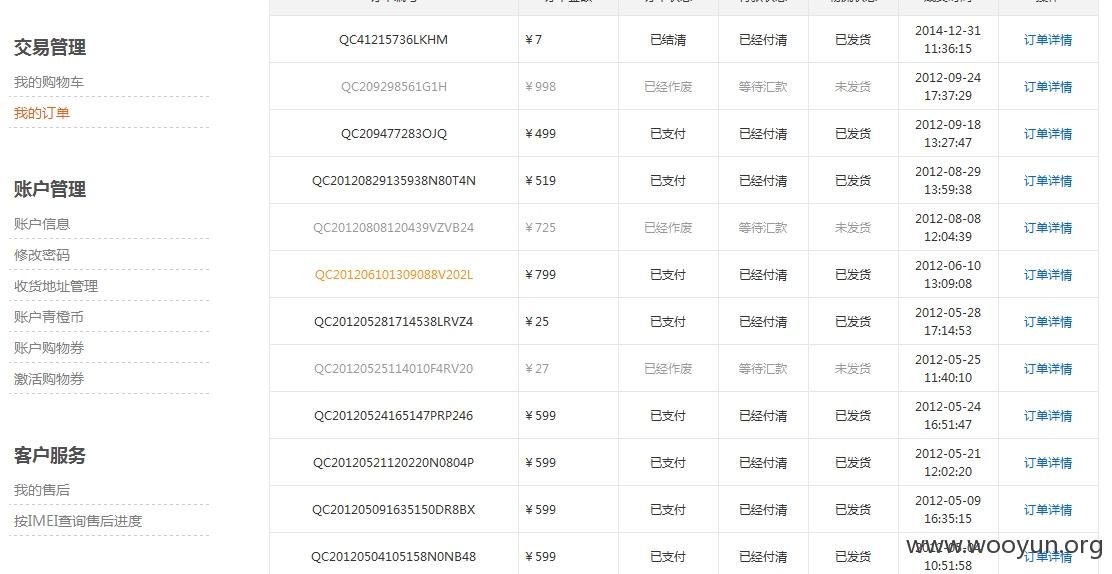 交易管理
我的购物车
我的订单
账户管理
账户信息
修改密码
收货地址管理
账户青橙币
账户购物券
激活购物券
客户服务
我的售后
按IMEI查询售后进度
QC41215736LKHM ¥ 7 已结清 已经付清 已发货 2014-12-31 11:36:15 订单详情
QC209298561G1H ¥ 998 已经作废 等待汇款 未发货 2012-09-24 17:37:29 订单详情
QC209477283OJQ ¥ 499 已支付 已经付清 已发货 2012-09-18 13:27:47 订单详情
QC20120829135938N80T4N ¥ 519 已支付 已经付清 已发货 2012-08-29 13:59:38 订单详情
QC20120808120439VZVB24 ¥ 725 已经作废 等待汇款 未发货 2012-08-08 12:04:39 订单详情
QC201206101309088V202L ¥ 799 已支付 已经付清 已发货 2012-06-10 13:09:08 订单详情
QC201205281714538LRVZ4 ¥ 25 已支付 已经付清 已发货 2012-05-28 17:14:53 订单详情
QC20120525114010F4RV20 ¥ 27 已经作废 等待汇款 未发货 2012-05-25 11:40:10 订单详情
QC20120524165147PRP246 ¥ 599 已支付 已经付清 已发货 2012-05-24 16:51:47 订单详情
QC20120521120220N0804P ¥ 599 已支付 已经付清 已发货 2012-05-21 12:02:20 订单详情
QC201205091635150DR8BX ¥ 599 已支付 已经付清 已发货 2012-05-09 16:35:15 订单详情
QC20120504105158N0NB48 ¥ 599 已支付 已经付清 已发货 2012-05-04 10:51:58 订单详情
www.wooyun.org